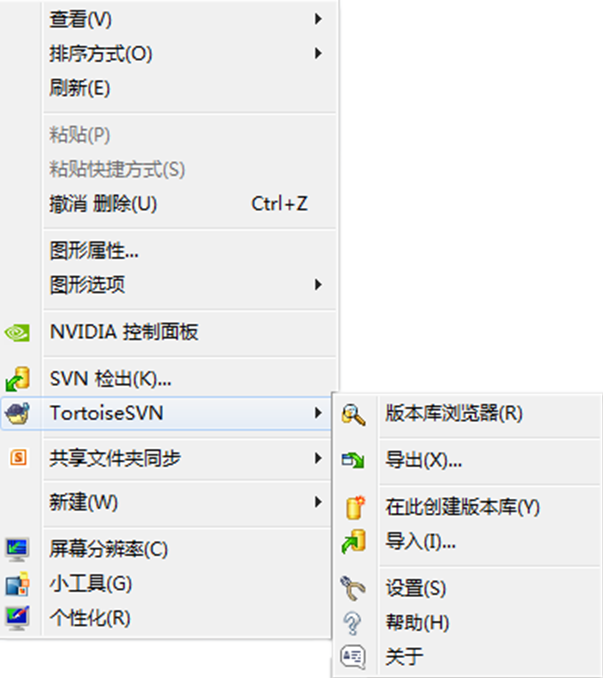 查看(V)
排序方式(O)
刷新(E)
粘贴(P)
粘贴快捷方式(S)
撤消 删除(U) Ctrl+Z
图形属性...
图形选项
NVIDIA 控制面板
SVN 检出(K)...
TortoiseSVN
共享文件夹同步
新建(W)
屏幕分辨率(C)
小工具(G)
个性化(R)
版本库浏览器(R)
导出(X)...
在此创建版本库(Y)
导入(I)...
设置(S)
帮助(H)
关于